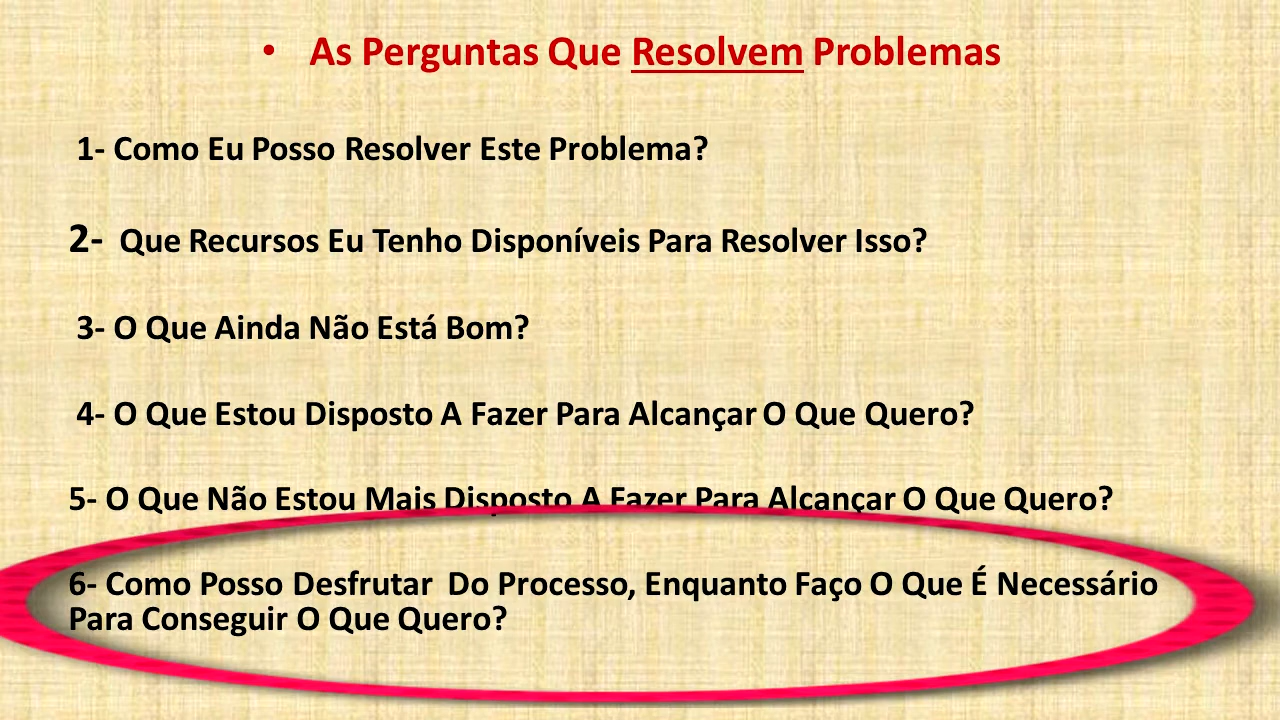 • As Perguntas Que Resolvem Problemas
1- Como Eu Posso Resolver Este Problema?
2- Que Recursos Eu Tenho Disponíveis Para Resolver Isso?
3- O Que Ainda Não Está Bom?
4- O Que Estou Disposto A Fazer Para Alcançar O Que Quero?
5- O Que Não Estou Mais Disposto A Fazer Para Alcançar O Que Quero?
6- Como Posso Desfrutar Do Processo, Enquanto Faço O Que É Necessário
Para Conseguir O Que Quero?